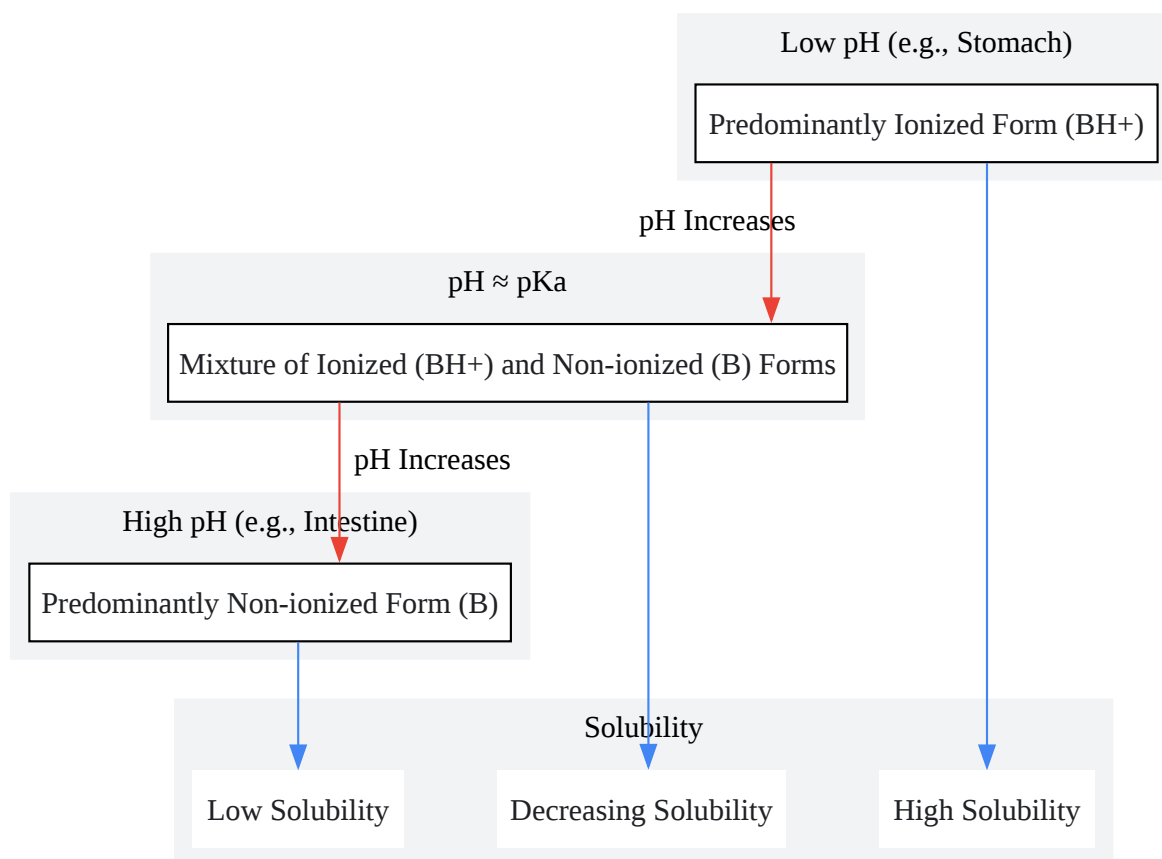 Low pH (e.g., Stomach)
Predominantly Ionized Form (BH+)
pH Increases
pH ≈ pKa
Mixture of Ionized (BH+) and Non-ionized (B) Forms
pH Increases
High pH (e.g., Intestine)
Predominantly Non-ionized Form (B)
Solubility
Low Solubility
Decreasing Solubility
High Solubility